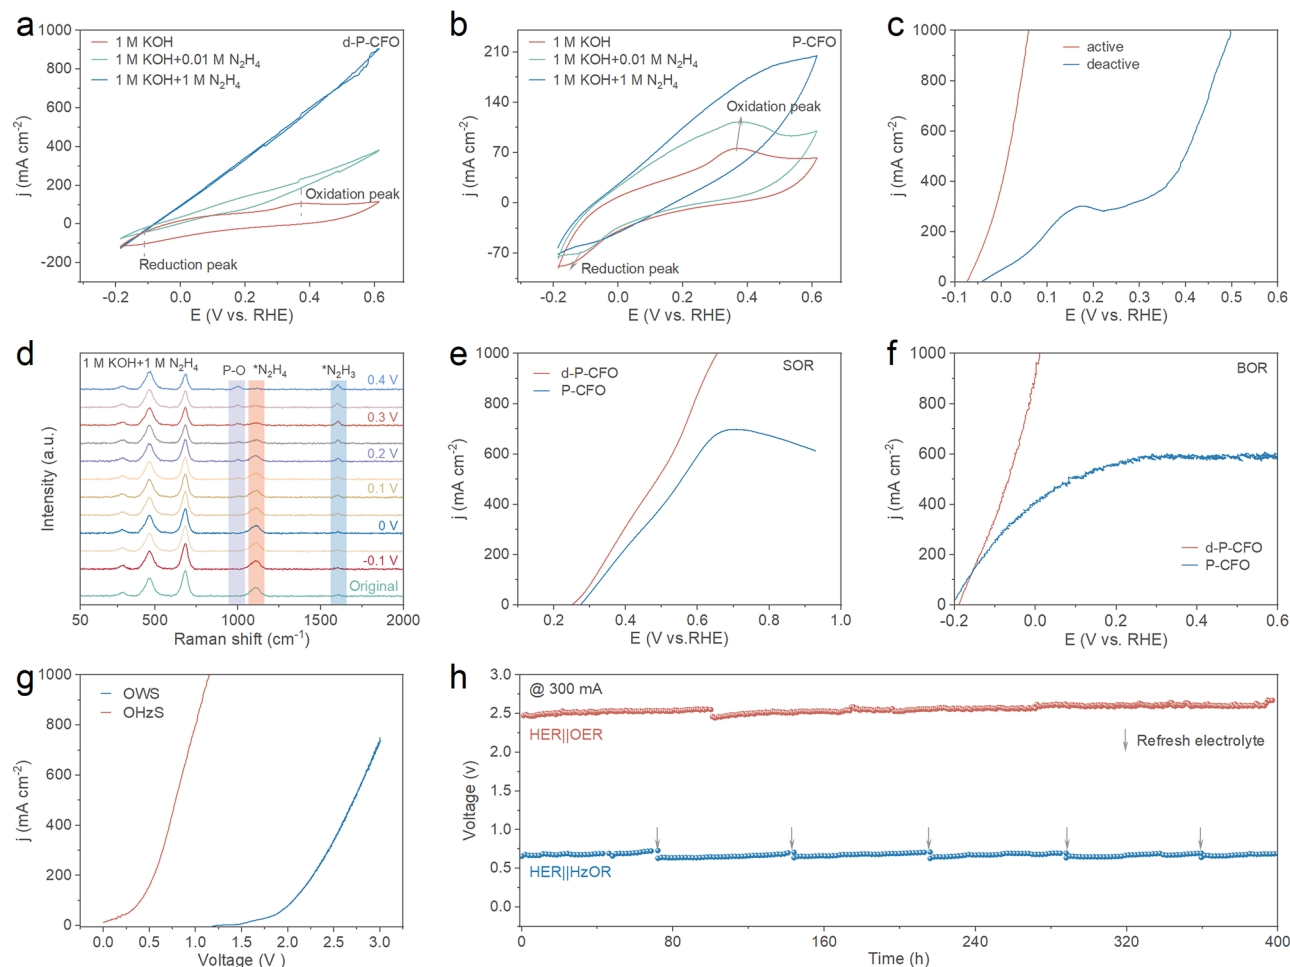 a
d-P-CFO
1 M KOH
1 M KOH+0.01 M N₂H₄
1 M KOH+1 M N₂H₄
Oxidation peak
Reduction peak
1000
800
600
400
200
0
-200
j (mA cm⁻²)
-0.2 0.0 0.2 0.4 0.6
E (V vs. RHE)
b
P-CFO
1 M KOH
1 M KOH+0.01 M N₂H₄
1 M KOH+1 M N₂H₄
Oxidation peak
Reduction peak
210
140
70
0
-70
j (mA cm⁻²)
-0.2 0.0 0.2 0.4 0.6
E (V vs. RHE)
c
active
deactive
1000
800
600
400
200
0
j (mA cm⁻²)
-0.1 0.0 0.1 0.2 0.3 0.4 0.5 0.6
E (V vs. RHE)
d
1 M KOH+1 M N₂H₄
P-O
*N₂H₄
*N₂H₃
0.4 V
0.3 V
0.2 V
0.1 V
0 V
-0.1 V
Original
Intensity (a.u.)
50 500 1000 1500 2000
Raman shift (cm⁻¹)
e
SOR
d-P-CFO
P-CFO
1000
800
600
400
200
0
j (mA cm⁻²)
0.2 0.4 0.6 0.8 1.0
E (V vs.RHE)
f
BOR
d-P-CFO
P-CFO
1000
800
600
400
200
0
j (mA cm⁻²)
-0.2 0.0 0.2 0.4 0.6
E (V vs.RHE)
g
OWS
OHzS
1000
800
600
400
200
0
j (mA cm⁻²)
0.0 0.5 1.0 1.5 2.0 2.5 3.0
Voltage (V )
h
@ 300 mA
HER||OER
Refresh electrolyte
HER||HzOR
3.0
2.5
2.0
1.5
1.0
0.5
0.0
Voltage (v)
0 80 160 240 320 400
Time (h)